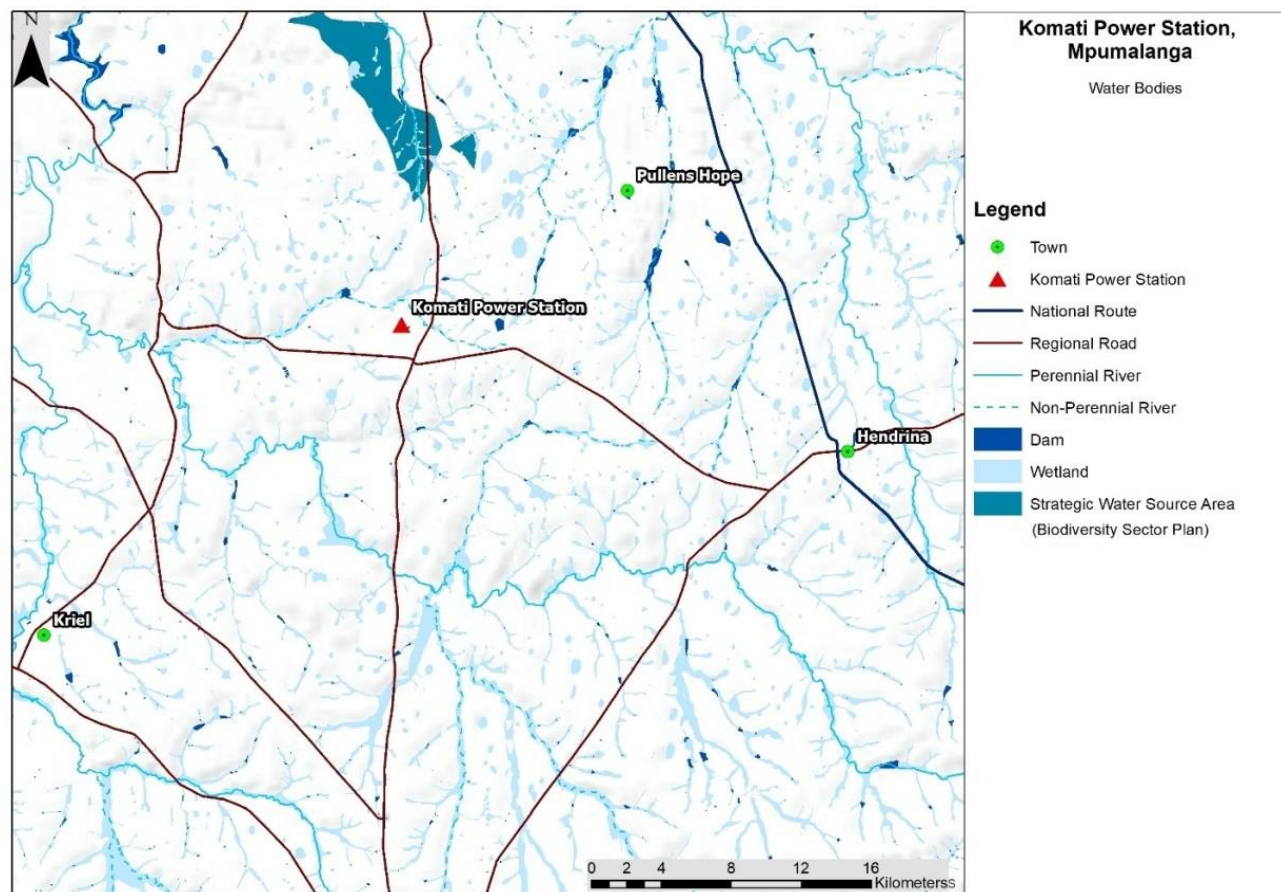 N
Pullens Hope
Komati Power Station
Hendrina
Kriel
0 2 4 8 12 16
Kilometerss
Komati Power Station,
Mpumalanga
Water Bodies
Legend
Town
Komati Power Station
National Route
Regional Road
Perennial River
Non-Perennial River
Dam
Wetland
Strategic Water Source Area
(Biodiversity Sector Plan)